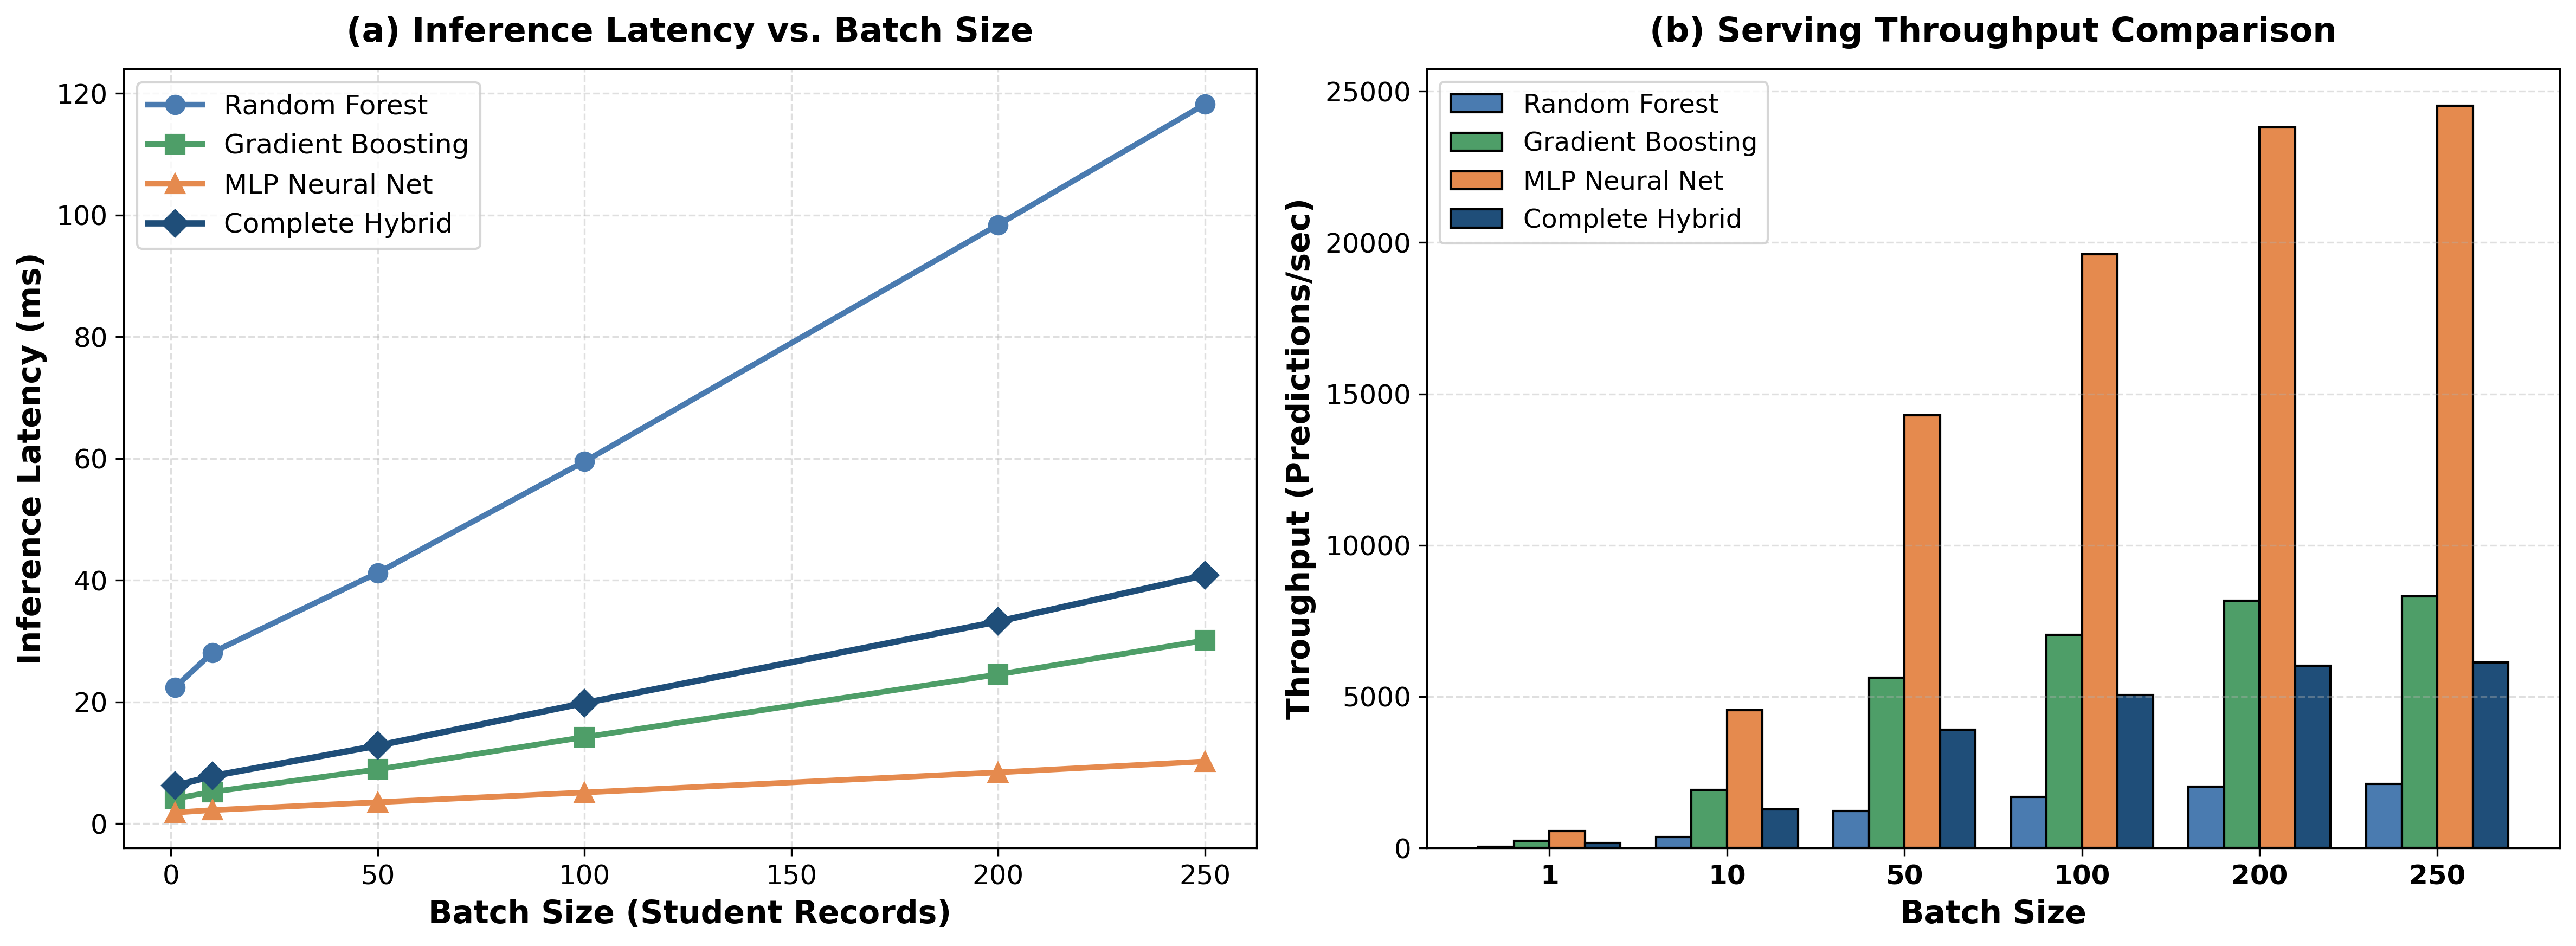 (a) Inference Latency vs. Batch Size
Inference Latency (ms)
120
100
80
60
40
20
0
Random Forest
Gradient Boosting
MLP Neural Net
Complete Hybrid
0 50 100 150 200 250
Batch Size (Student Records)
(b) Serving Throughput Comparison
Throughput (Predictions/sec)
25000
20000
15000
10000
5000
0
Random Forest
Gradient Boosting
MLP Neural Net
Complete Hybrid
1 10 50 100 200 250
Batch Size